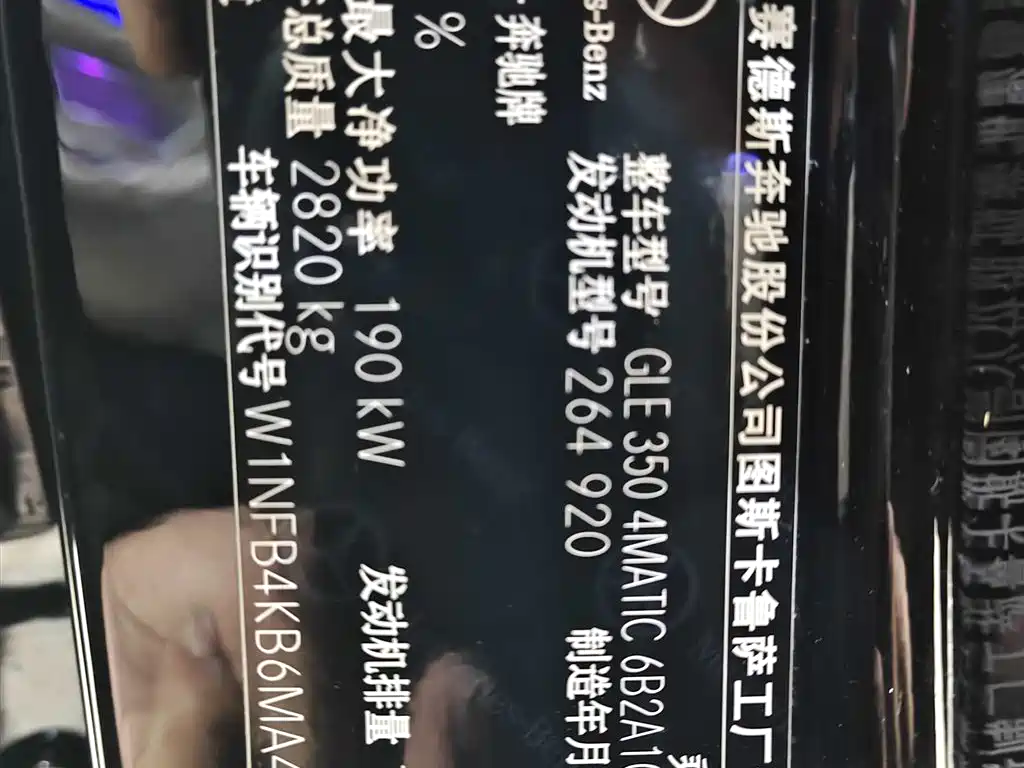 赛德斯奔驰股份公司图斯卡鲁萨工厂
整车型号 GLE 350 4MATIC 6B2A1
发动机型号 264 920 制造年月
s-Benz
奔驰牌
%
最大净功率 190 kW 发动机排量
总质量 2820 kg
车辆识别代号 W1NFB4KB6MA4